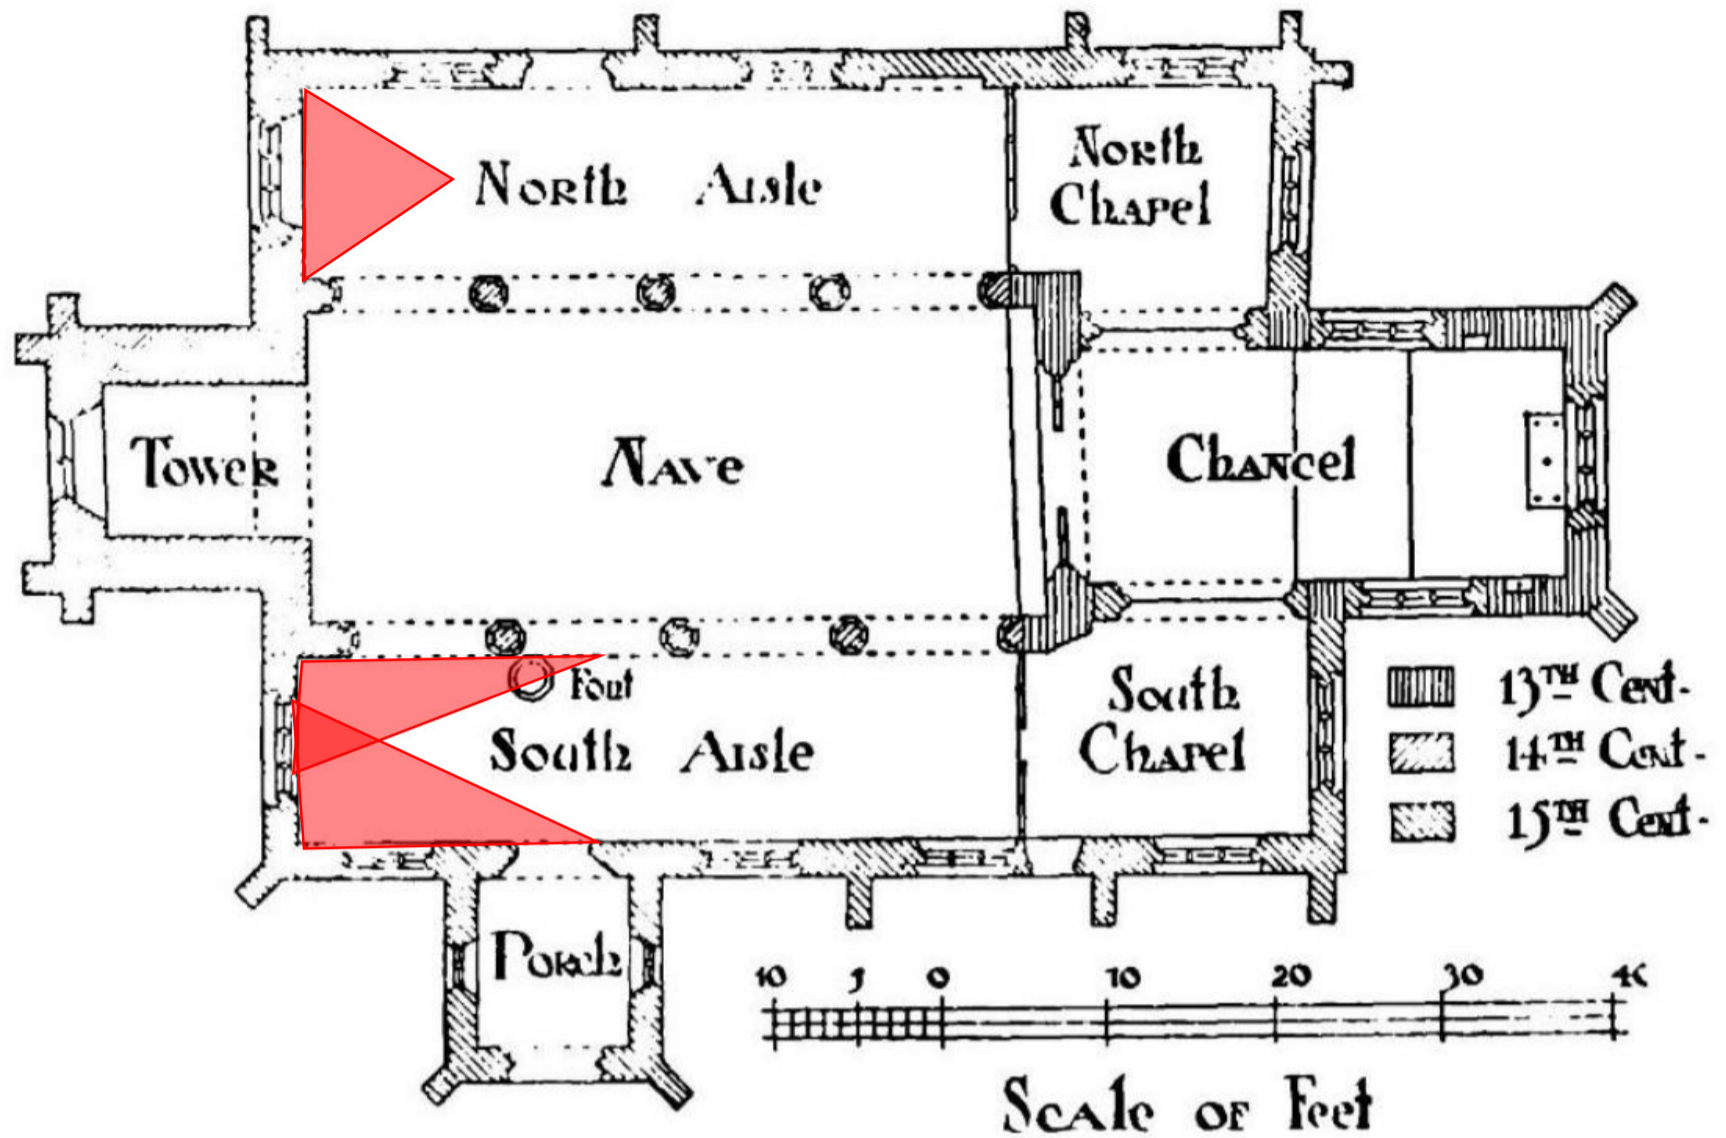 North Aisle
North
Chapel
Tower
Nave
Chancel
Font
South Aisle
South
Chapel
13TH Cent.
14TH Cent.
15TH Cent.
Porch
10 5 0 10 20 30 40
Scale of Feet